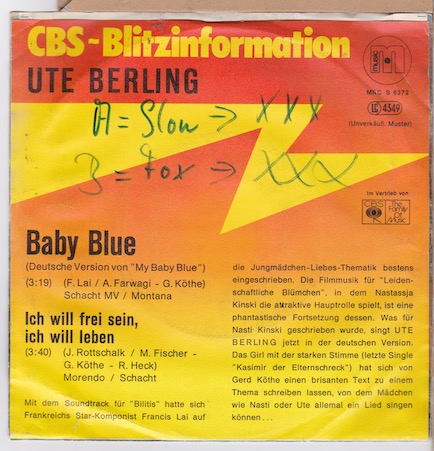 CBS-Blitzinformation
UTE BERLING
music
MRC S 6372
LC 4349
(Unverkäufl. Muster)
A = Slow → X X X
B = Fox → XXX
Im Vertrieb von
CBS
The Family Of Music
Baby Blue
(Deutsche Version von "My Baby Blue")
(3:19) (F. Lai / A. Farwagi - G. Köthe)
Schacht MV / Montana
Ich will frei sein,
ich will leben
(3:40) (J. Rottschalk / M. Fischer -
G. Köthe - R. Heck)
Morendo / Schacht
Mit dem Soundtrack für "Bilitis" hatte sich
Frankreichs Star-Komponist Francis Lai auf
die Jungmädchen-Liebes-Thematik bestens
eingeschrieben. Die Filmmusik für "Leiden-
schaftliche Blümchen", in dem Nastassja
Kinski die attraktive Hauptrolle spielt, ist eine
phantastische Fortsetzung dessen. Was für
Nasti Kinski geschrieben wurde, singt UTE
BERLING jetzt in der deutschen Version.
Das Girl mit der starken Stimme (letzte Single
"Kasimir der Elternschreck") hat sich von
Gerd Köthe einen brisanten Text zu einem
Thema schreiben lassen, von dem Mädchen
wie Nasti oder Ute allemal ein Lied singen
können ...